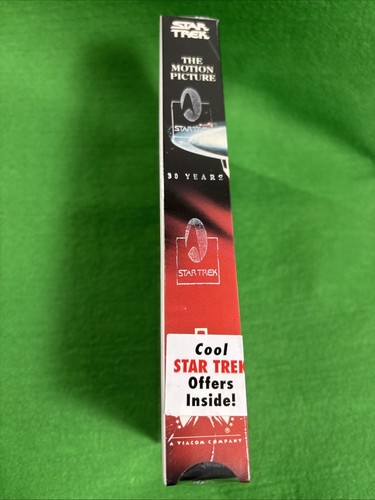 STAR
TREK
THE
MOTION
PICTURE
STAR TREK
30 YEARS
STAR TREK
Cool
STAR TREK
Offers
Inside!
®
A VIACOM COMPANY